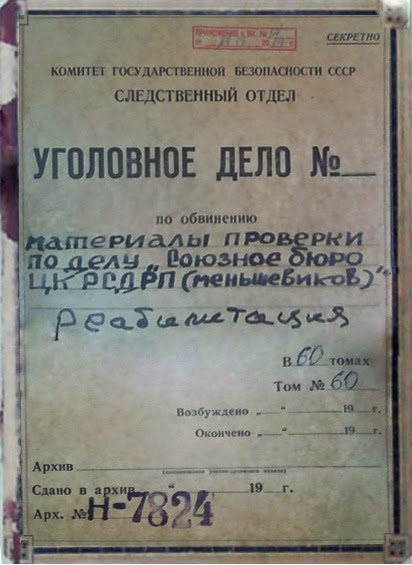 СЕКРЕТНО
КОМИТЕТ ГОСУДАРСТВЕННОЙ БЕЗОПАСНОСТИ СССР
СЛЕДСТВЕННЫЙ ОТДЕЛ
УГОЛОВНОЕ ДЕЛО №
по обвинению
материалы проверки
по делу „Союзное бюро
ЦК РСДРП (меньшевиков)"
реабилитация
В 60 томах
Том № 60
Возбуждено „ “ 19 г.
Окончено „ “ 19 г.
Архив
Сдано в архив „ “ 19 г.
Арх. № Н-7824